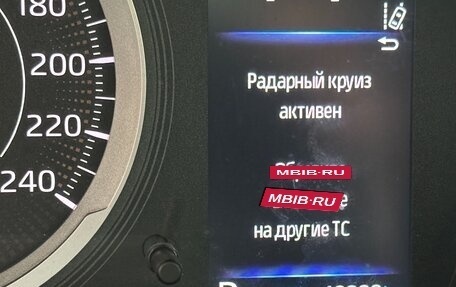 180
200
220
240
Радарный круиз
активен
MBIB.RU
MBIB.RU
на другие ТС